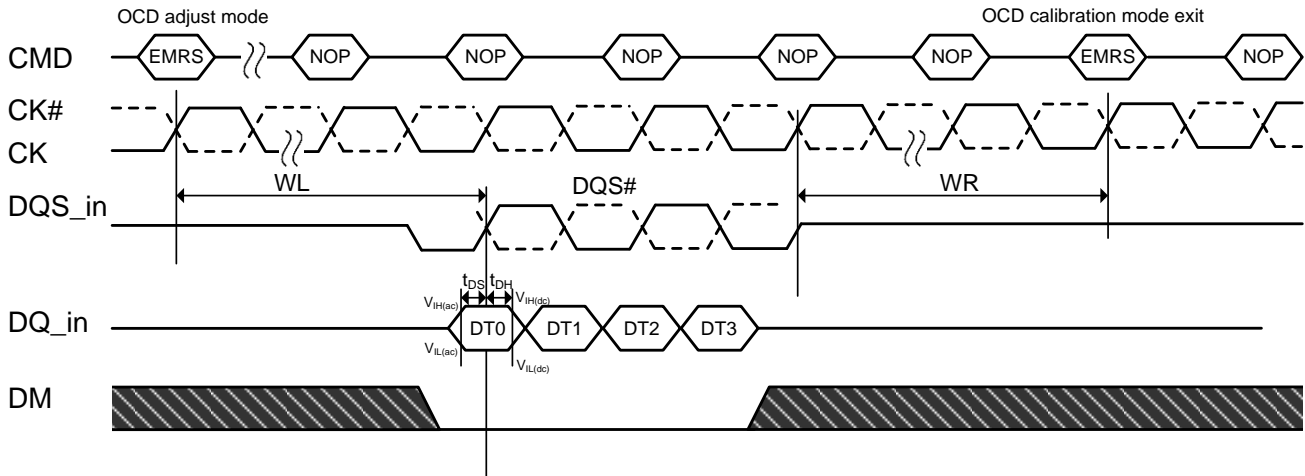 OCD adjust mode OCD calibration mode exit
CMD EMRS NOP NOP NOP NOP NOP EMRS NOP
CK#
CK
WL DQS# WR
DQS_in
tDS tDH
VIH(ac) VIH(dc)
DQ_in DT0 DT1 DT2 DT3
VIL(ac) VIL(dc)
DM